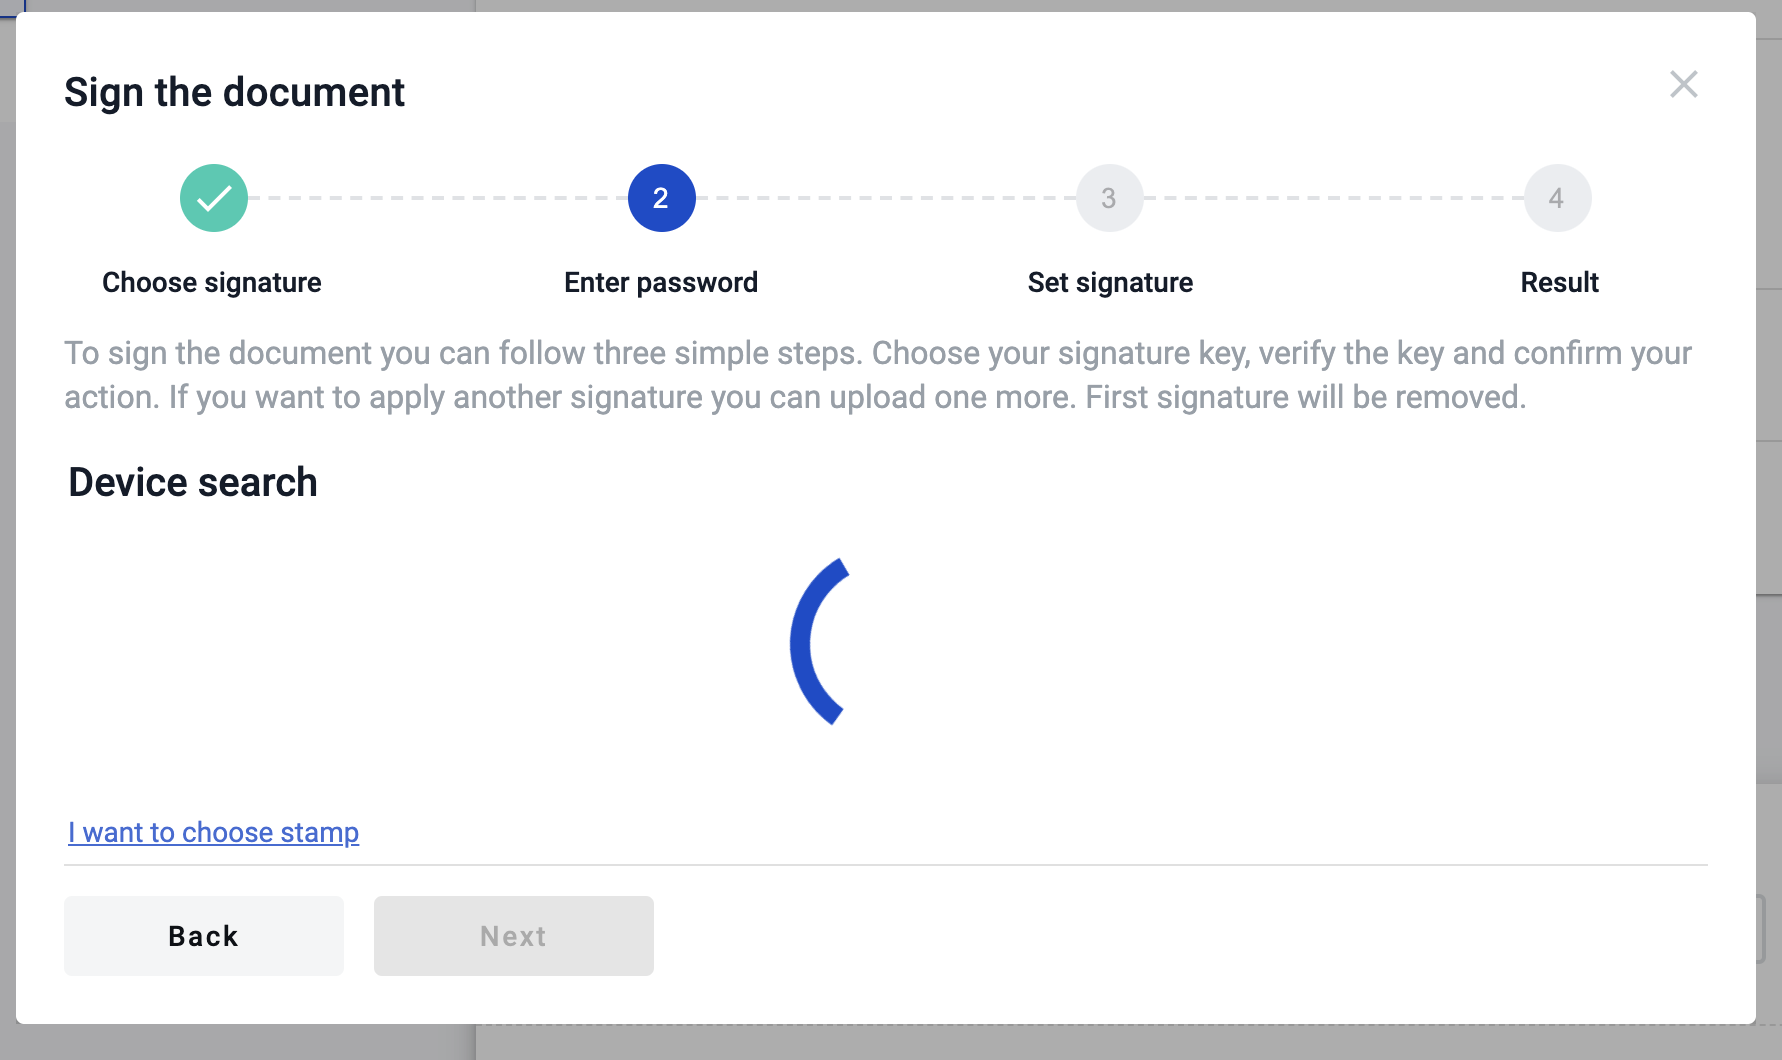 Sign the document
2
3
4
Choose signature
Enter password
Set signature
Result
To sign the document you can follow three simple steps. Choose your signature key, verify the key and confirm your
action. If you want to apply another signature you can upload one more. First signature will be removed.
Device search
I want to choose stamp
Back
Next